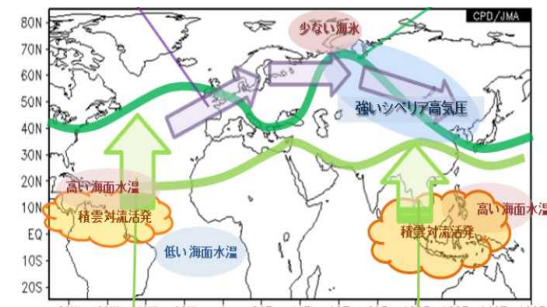 CPD/JMA
80N
少ない海氷
70N
60N
50N
強いシベリア高気圧
40N
30N
20N
高い海面水温
10N
積雲対流活発
高い海面水温
積雲対流活発
EQ
低い海面水温
10S
20S